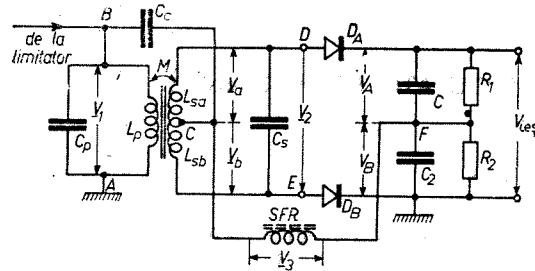 B
C_c
de la
limitator
M
D
D_A
L_sa
V_1
V_a
V_A
C
R_1
C_p
L_p
C
C_s
V_2
F
V_ieș
L_sb
V_b
V_B
C_2
R_2
A
E
D_B
SFR
V_3